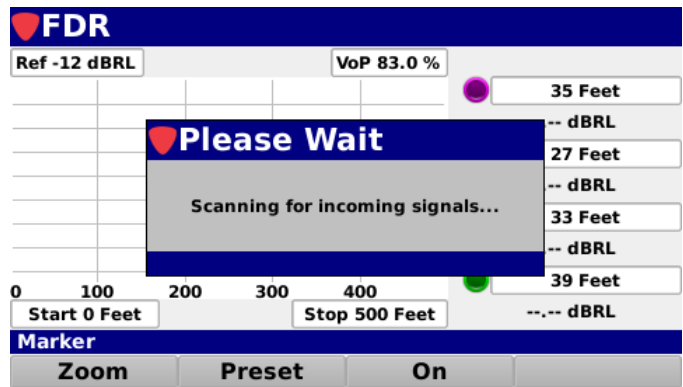 FDR
Ref -12 dBRL
VoP 83.0 %
35 Feet
.-- dBRL
27 Feet
.-- dBRL
33 Feet
-- dBRL
39 Feet
--.-- dBRL
Please Wait
Scanning for incoming signals...
0 100 200 300 400
Start 0 Feet
Stop 500 Feet
Marker
Zoom Preset On